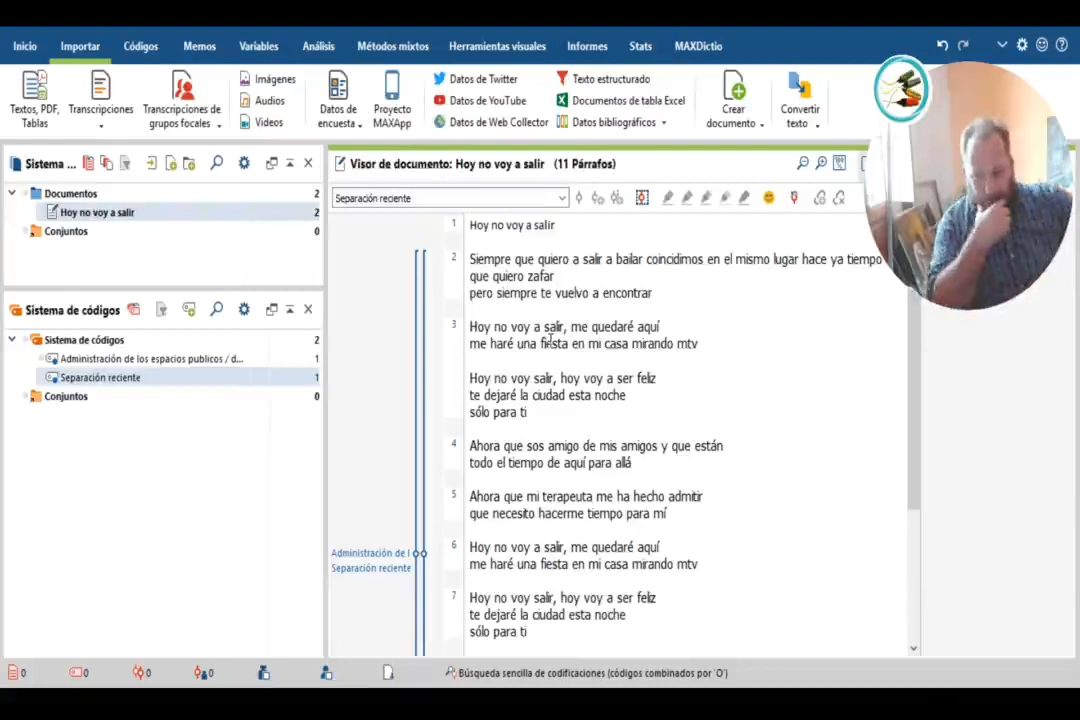 Inicio Importar Códigos Memos Variables Análisis Métodos mixtos Herramientas visuales Informes Stats MAXDictio
Textos, PDF, Tablas
Transcripciones
Transcripciones de grupos focales
Imágenes
Audios
Videos
Datos de encuesta
Proyecto MAXApp
Datos de Twitter
Datos de YouTube
Datos de Web Collector
Texto estructurado
Documentos de tabla Excel
Datos bibliográficos
Crear documento
Convertir texto
Sistema ...
Documentos 2
Hoy no voy a salir 2
Conjuntos 0
Sistema de códigos
Sistema de códigos 2
Administración de los espacios publicos / d... 1
Separación reciente 1
Conjuntos 0
Visor de documento: Hoy no voy a salir (11 Párrafos)
Separación reciente
1 Hoy no voy a salir
2 Siempre que quiero a salir a bailar coincidimos en el mismo lugar hace ya tiempo
que quiero zafar
pero siempre te vuelvo a encontrar
3 Hoy no voy a salir, me quedaré aquí
me haré una fiesta en mi casa mirando mtv
Hoy no voy salir, hoy voy a ser feliz
te dejaré la ciudad esta noche
sólo para ti
4 Ahora que sos amigo de mis amigos y que están
todo el tiempo de aquí para allá
5 Ahora que mi terapeuta me ha hecho admitir
que necesito hacerme tiempo para mí
6 Hoy no voy a salir, me quedaré aquí
me haré una fiesta en mi casa mirando mtv
7 Hoy no voy salir, hoy voy a ser feliz
te dejaré la ciudad esta noche
sólo para ti
Administración de l
Separación reciente
0 0 0 0
Búsqueda sencilla de codificaciones (códigos combinados por 'O')